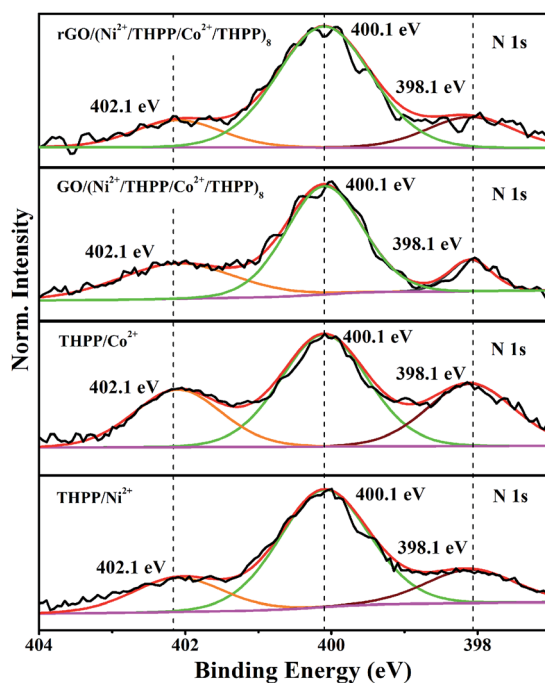 rGO/(Ni²⁺/THPP/Co²⁺/THPP)₈
400.1 eV
N 1s
402.1 eV
398.1 eV
GO/(Ni²⁺/THPP/Co²⁺/THPP)₈
400.1 eV
N 1s
402.1 eV
398.1 eV
THPP/Co²⁺
400.1 eV
N 1s
402.1 eV
398.1 eV
THPP/Ni²⁺
400.1 eV
N 1s
402.1 eV
398.1 eV
Norm. Intensity
404 402 400 398
Binding Energy (eV)